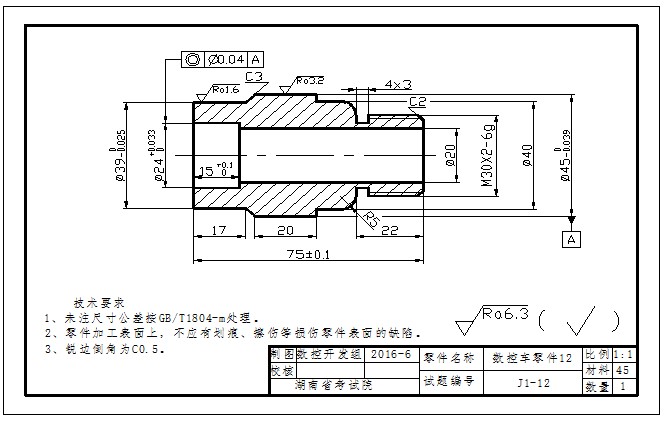 ◎ Ø0.04 A
C3
Ra3.2
Ra1.6
4×3
C2
Ø39 0 -0.025
Ø24 +0.033 0
15 +0.1 0
Ø20
M30X2-6g
Ø40
Ø45 0 -0.039
R5
A
17
20
22
75±0.1
技术要求
1、未注尺寸公差按GB/T1804-m处理。
2、零件加工表面上，不应有划痕、擦伤等损伤零件表面的缺陷。
3、锐边倒角为C0.5。
Ra6.3 ( √ )
制图 数控开发组 2016-6 零件名称 数控车零件12 比例 1:1
校核 材料 45
湖南省考试院 试题编号 J1-12 数量 1